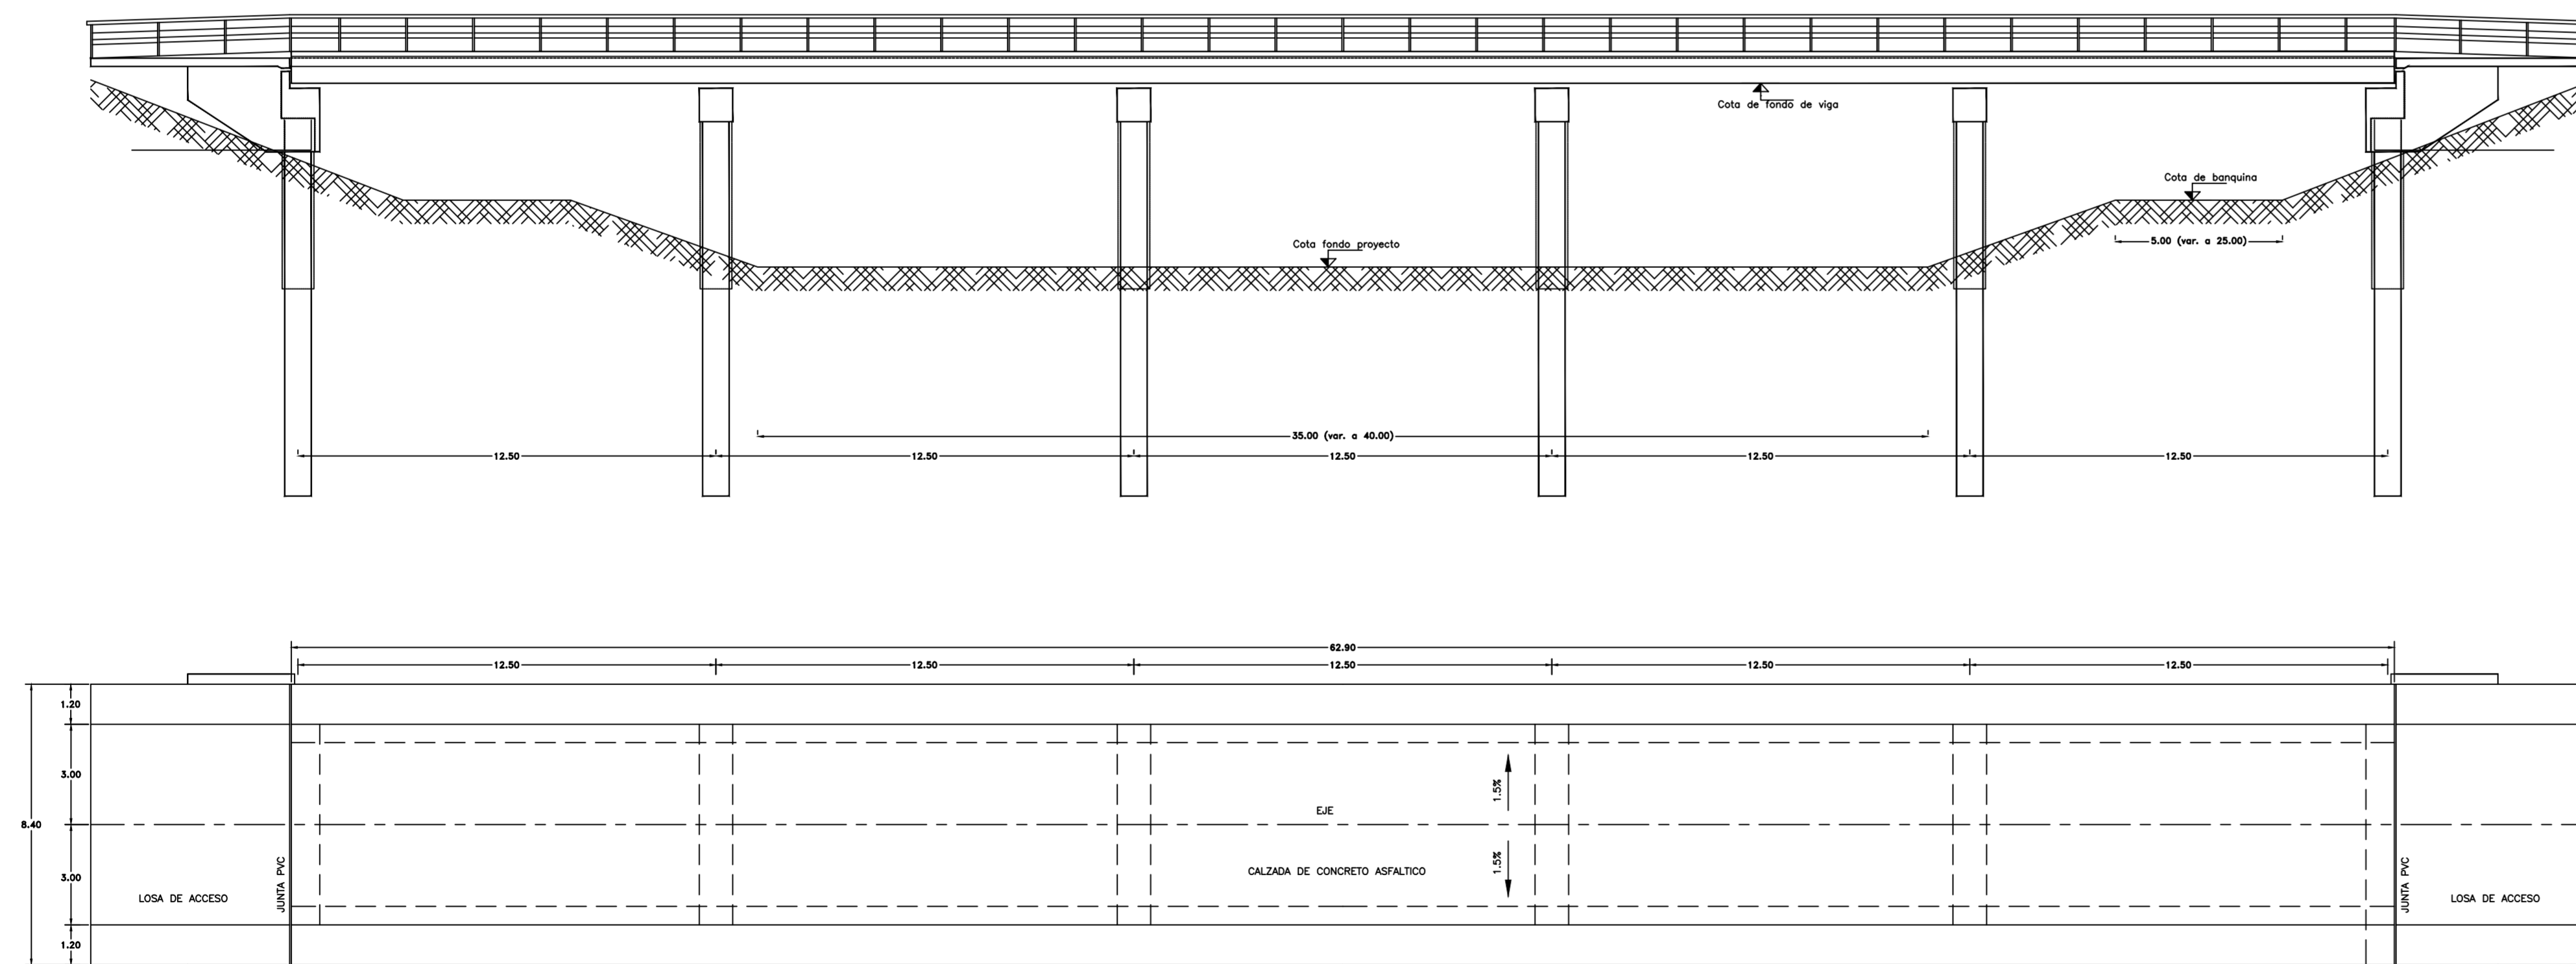 Cota de fondo de viga
Cota de banquina
5.00 (var. a 25.00)
Cota fondo proyecto
35.00 (var. a 40.00)
12.50
12.50
12.50
12.50
12.50
62.90
12.50
12.50
12.50
12.50
12.50
1.20
3.00
1.5%
EJE
8.40
1.5%
CALZADA DE CONCRETO ASFALTICO
3.00
JUNTA PVC
JUNTA PVC
LOSA DE ACCESO
LOSA DE ACCESO
1.20